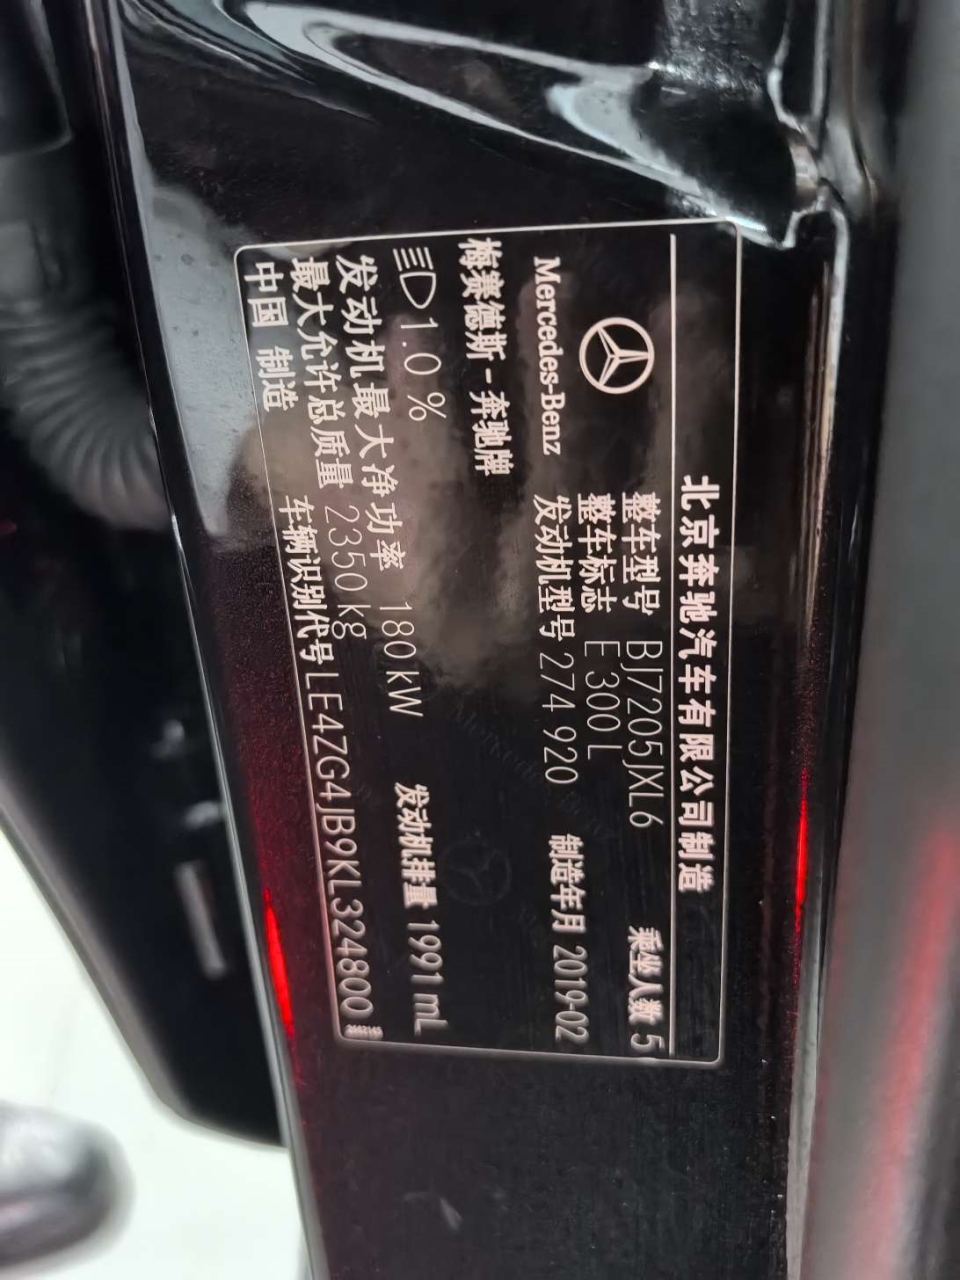 北京奔驰汽车有限公司制造
Mercedes-Benz
整车型号 BJ7205JXL6 乘坐人数 5
整车标志 E 300 L
发动机型号 274 920 制造年月 2019-02
梅赛德斯-奔驰牌
1.0 %
发动机最大净功率 180 kW 发动机排量 1991 mL
最大允许总质量 2350 kg
中国 制造 车辆识别代号 LE4ZG4JB9KL324800